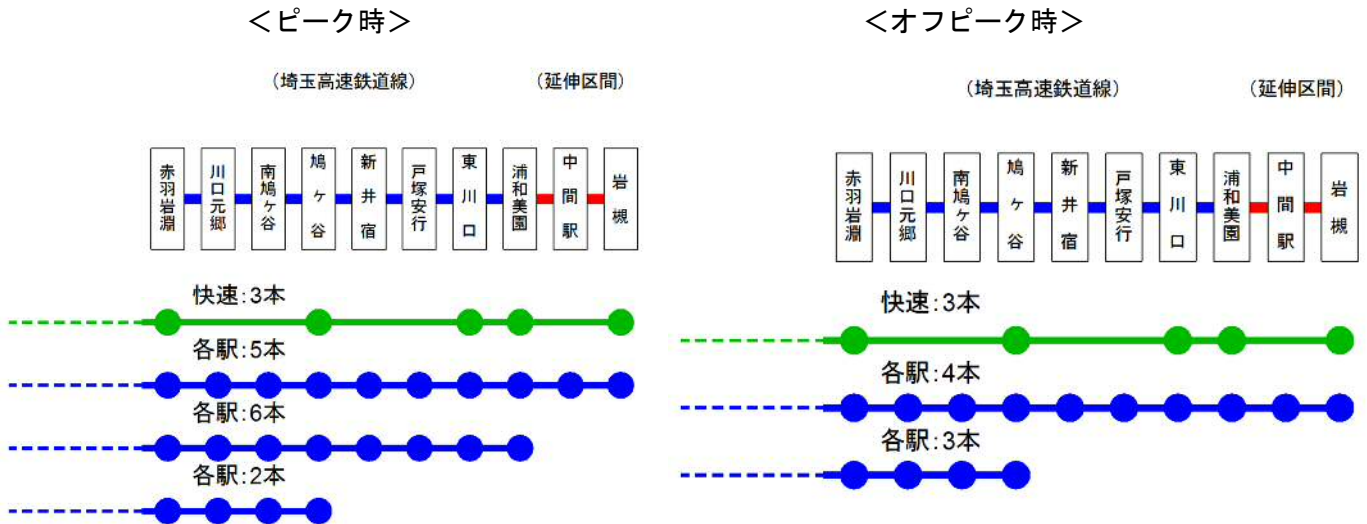 ＜ピーク時＞
（埼玉高速鉄道線）
（延伸区間）
赤羽岩淵
川口元郷
南鳩ヶ谷
鳩ヶ谷
新井宿
戸塚安行
東川口
浦和美園
中間駅
岩槻
快速：3本
各駅：5本
各駅：6本
各駅：2本
＜オフピーク時＞
（埼玉高速鉄道線）
（延伸区間）
赤羽岩淵
川口元郷
南鳩ヶ谷
鳩ヶ谷
新井宿
戸塚安行
東川口
浦和美園
中間駅
岩槻
快速：3本
各駅：4本
各駅：3本